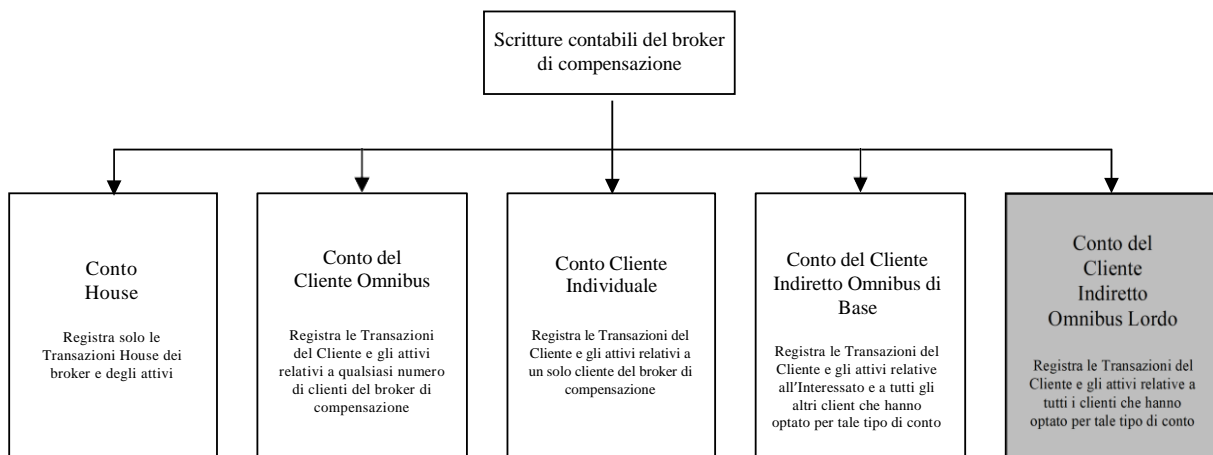 Scritture contabili del broker
di compensazione
Conto
House
Registra solo le
Transazioni House dei
broker e degli attivi
Conto del
Cliente Omnibus
Registra le Transazioni
del Cliente e gli attivi
relativi a qualsiasi numero
di clienti del broker di
compensazione
Conto Cliente
Individuale
Registra le Transazioni del
Cliente e gli attivi relativi a
un solo cliente del broker di
compensazione
Conto del Cliente
Indiretto Omnibus di
Base
Registra le Transazioni del
Cliente e gli attivi relative
all'Interessato e a tutti gli
altri client che hanno
optato per tale tipo di conto
Conto del
Cliente
Indiretto
Omnibus Lordo
Registra le Transazioni del
Cliente e gli attivi relative a
tutti i clienti che hanno
optato per tale tipo di conto